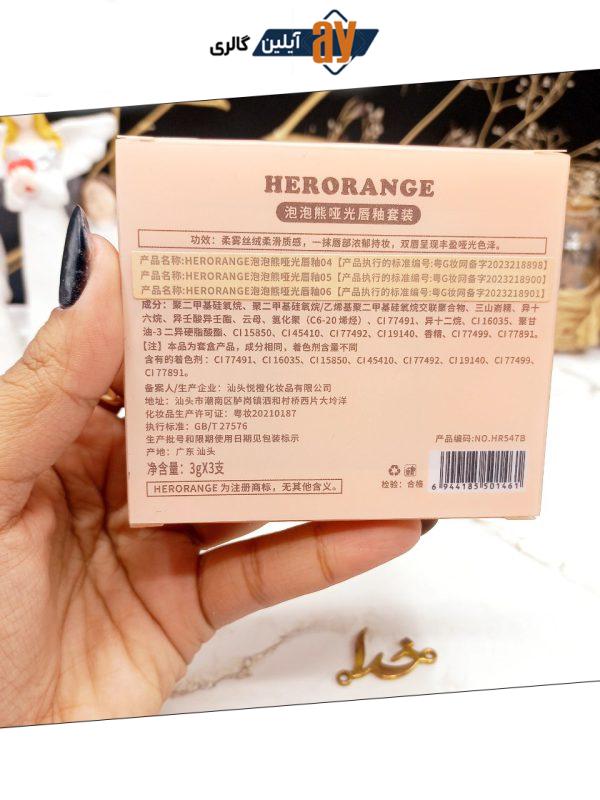 آیلین گالری
ay
HERORANGE
泡泡熊哑光唇釉套装
功效：柔雾丝绒柔滑质感，一抹唇部浓郁持妆，双唇呈现丰盈哑光色泽。
产品名称:HERORANGE泡泡熊哑光唇釉04【产品执行的标准编号:粤G妆网备字2023218898】
产品名称:HERORANGE泡泡熊哑光唇釉05【产品执行的标准编号:粤G妆网备字2023218900】
产品名称:HERORANGE泡泡熊哑光唇釉06【产品执行的标准编号:粤G妆网备字2023218901】
成分：聚二甲基硅氧烷、聚二甲基硅氧烷/乙烯基聚二甲基硅氧烷交联聚合物、三山嵛精、异十
六烷、异壬酸异壬酯、云母、氢化聚（C6-20 烯烃）、CI 77491、异十二烷、CI 16035、聚甘
油-3 二异硬脂酸酯、CI 15850、CI 45410、CI 77492、CI 19140、香精、CI 77499、CI 77891。
【注】本品为套盒产品，成分相同，着色剂含量不同
含有的着色剂：CI 77491、CI 16035、CI 15850、CI 45410、CI 77492、CI 19140、CI 77499、
CI 77891。
备案人/生产企业：汕头悦橙化妆品有限公司
地址：汕头市潮南区胪岗镇泗和村桥西片大坽洋
化妆品生产许可证：粤妆20210187
执行标准：GB/T 27576
生产批号和限期使用日期见包装标示
产地：广东 汕头
产品编码:NO.HR547B
净含量：3gX3支
检验：合格
6 944185 501461
HERORANGE 为注册商标，无其他含义。
خدا